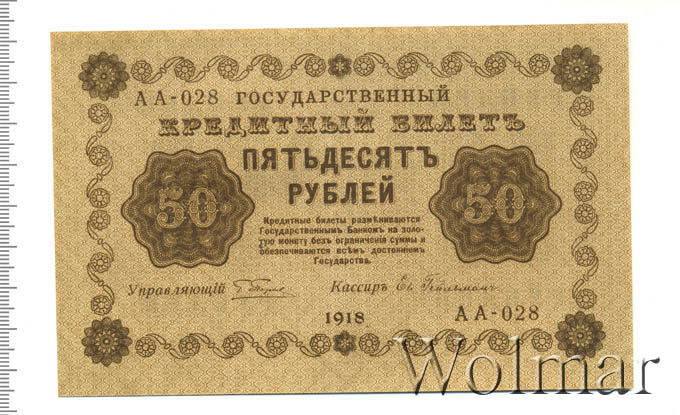 АА-028 ГОСУДАРСТВЕННЫЙ
КРЕДИТНЫЙ БИЛЕТЪ
ПЯТЬДЕСЯТЪ
РУБЛЕЙ
50
50
Кредитные билеты размѣниваются
Государственнымъ Банкомъ на золо-
тую монету безъ ограниченія суммы и
обезпечиваются всѣмъ достояніемъ
Государства.
Управляющій
Кассиръ
1918
АА-028
Wolmar